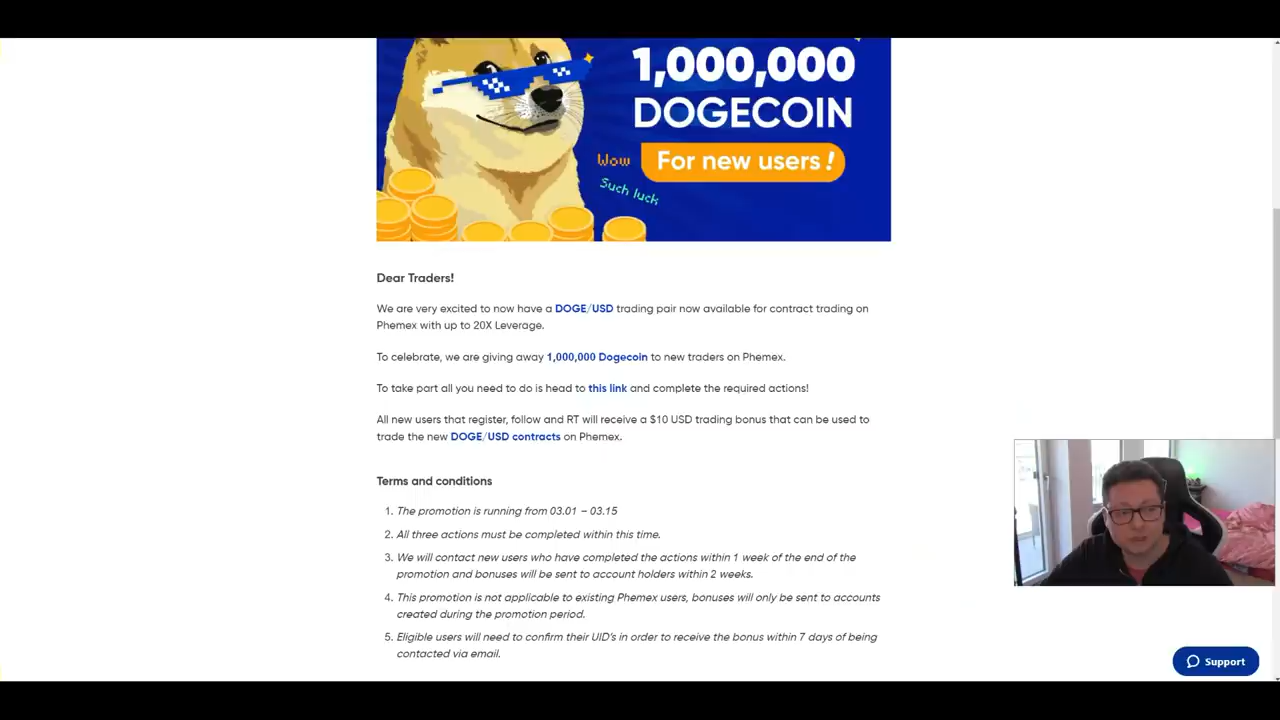 1,000,000
DOGECOIN
Wow
For new users!
Such luck
Dear Traders!
We are very excited to now have a DOGE/USD trading pair now available for contract trading on
Phemex with up to 20X Leverage.
To celebrate, we are giving away 1,000,000 Dogecoin to new traders on Phemex.
To take part all you need to do is head to this link and complete the required actions!
All new users that register, follow and RT will receive a $10 USD trading bonus that can be used to
trade the new DOGE/USD contracts on Phemex.
Terms and conditions
1. The promotion is running from 03.01 – 03.15
2. All three actions must be completed within this time.
3. We will contact new users who have completed the actions within 1 week of the end of the
promotion and bonuses will be sent to account holders within 2 weeks.
4. This promotion is not applicable to existing Phemex users, bonuses will only be sent to accounts
created during the promotion period.
5. Eligible users will need to confirm their UID's in order to receive the bonus within 7 days of being
contacted via email.
Support